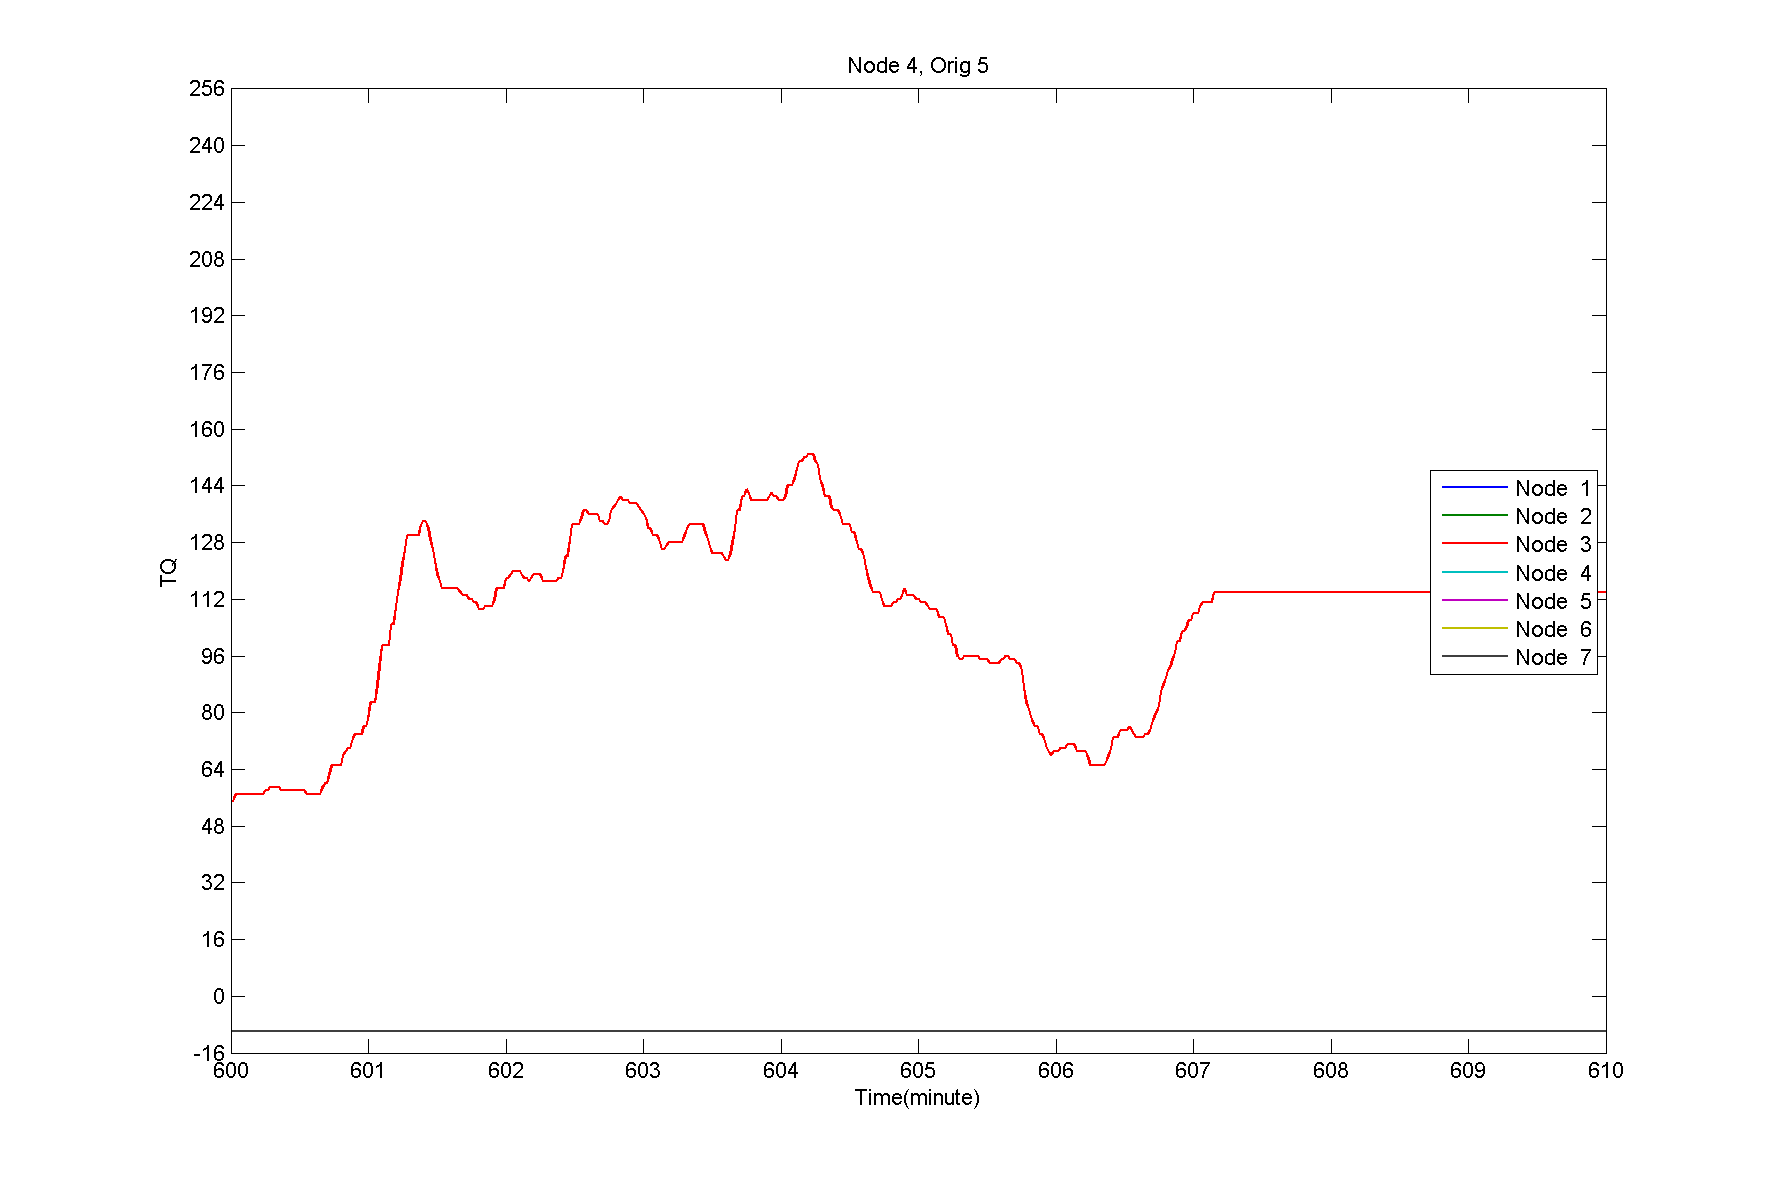 Node 4, Orig 5
256
240
224
208
192
176
160
144
128
112
96
80
64
48
32
16
0
-16
TQ
Node 1
Node 2
Node 3
Node 4
Node 5
Node 6
Node 7
600 601 602 603 604 605 606 607 608 609 610
Time(minute)